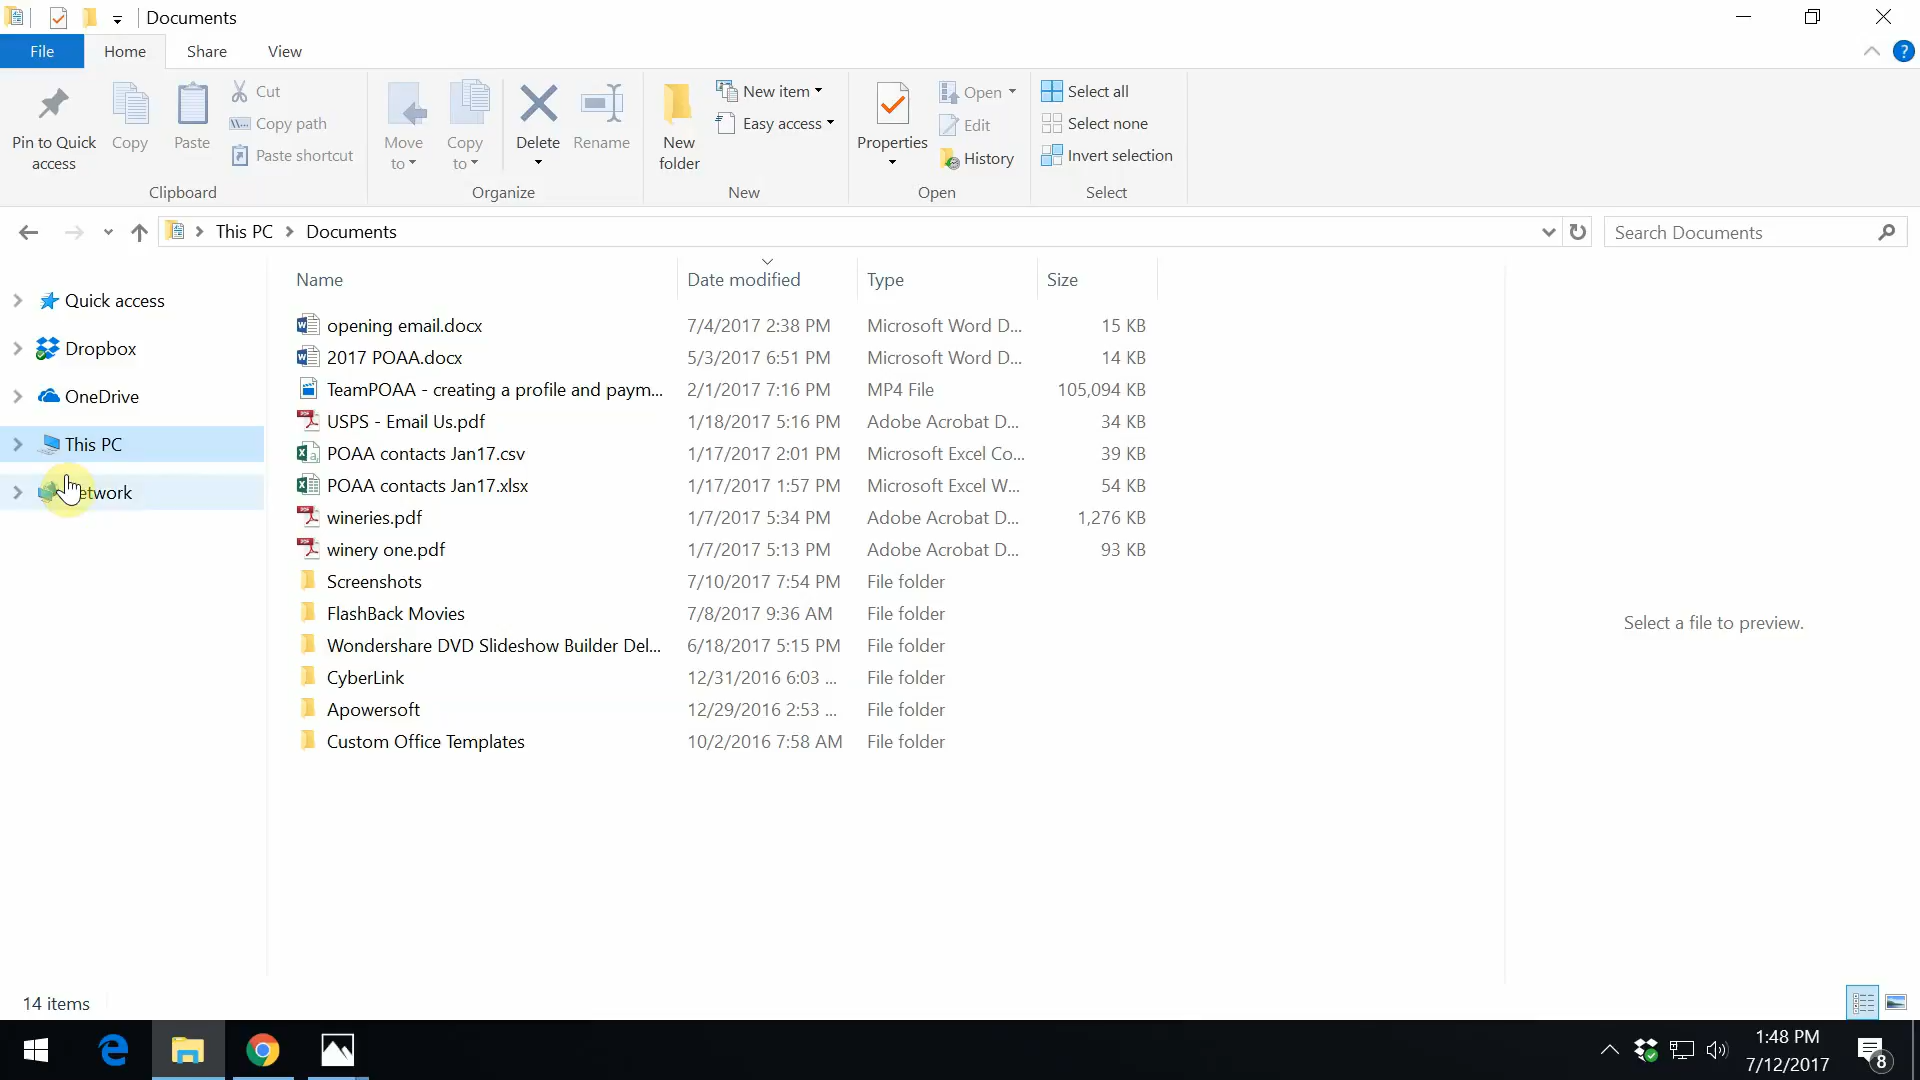 Documents
File Home Share View
Pin to Quick access
Copy
Paste
Cut
Copy path
Paste shortcut
Clipboard
Move to
Copy to
Delete
Rename
Organize
New folder
New item
Easy access
New
Properties
Open
Edit
History
Open
Select all
Select none
Invert selection
Select
This PC Documents
Search Documents
Quick access
Dropbox
OneDrive
This PC
Name Date modified Type Size
opening email.docx 7/4/2017 2:38 PM Microsoft Word D... 15 KB
2017 POAA.docx 5/3/2017 6:51 PM Microsoft Word D... 14 KB
TeamPOAA - creating a profile and paym... 2/1/2017 7:16 PM MP4 File 105,094 KB
USPS - Email Us.pdf 1/18/2017 5:16 PM Adobe Acrobat D... 34 KB
POAA contacts Jan17.csv 1/17/2017 2:01 PM Microsoft Excel Co... 39 KB
POAA contacts Jan17.xlsx 1/17/2017 1:57 PM Microsoft Excel W... 54 KB
wineries.pdf 1/7/2017 5:34 PM Adobe Acrobat D... 1,276 KB
winery one.pdf 1/7/2017 5:13 PM Adobe Acrobat D... 93 KB
Screenshots 7/10/2017 7:54 PM File folder
FlashBack Movies 7/8/2017 9:36 AM File folder
Wondershare DVD Slideshow Builder Del... 6/18/2017 5:15 PM File folder
CyberLink 12/31/2016 6:03 ... File folder
Apowersoft 12/29/2016 2:53 ... File folder
Custom Office Templates 10/2/2016 7:58 AM File folder
Select a file to preview.
14 items
1:48 PM
7/12/2017
8